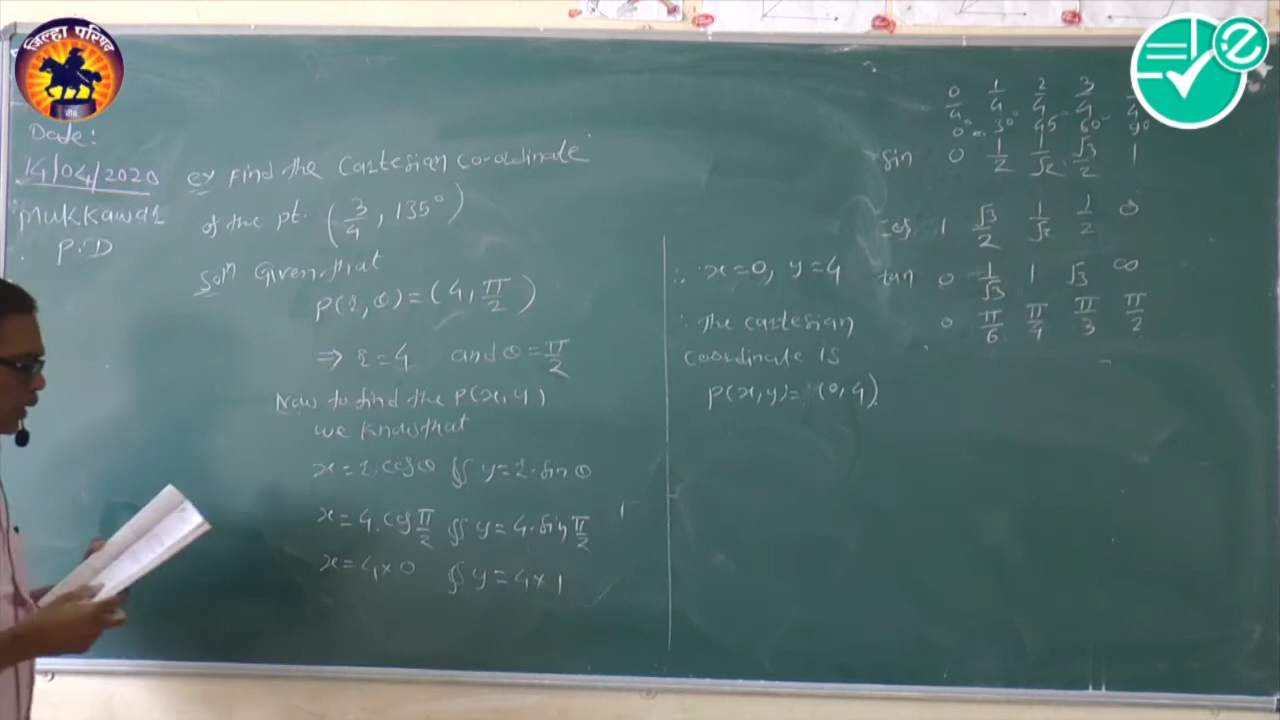 जिल्हा परिषद
बीड
Date:
14/04/2020
Mukkawar
P.D
ex Find the Cartesian co-ordinate
of the pt. (3/4, 135°)
Soln Given that
P(r, θ) = (4, π/2)
⇒ r = 4 and θ = π/2
Now to find the P(x, y)
we know that
x = r. cosθ & y = r. sin θ
x = 4. cos π/2 & y = 4. sin π/2
x = 4 × 0 & y = 4 × 1
∴ x = 0, y = 4
∴ The cartesian
coordinate is
P(x, y) = (0, 4).
0/4 1/4 2/4 3/4 4
0° 30° 45° 60° 90
sin 0 1/2 1/√2 √3/2 1
cos 1 √3/2 1/√2 1/2 0
tan 0 1/√3 1 √3 ∞
0 π/6 π/4 π/3 π/2